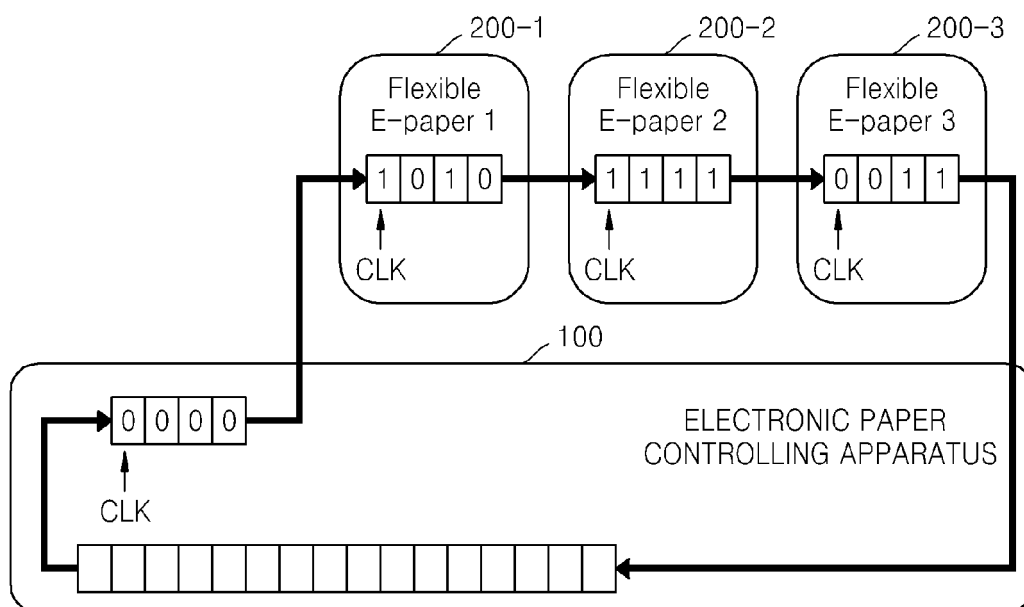 200-1
200-2
200-3
Flexible
E-paper 1
Flexible
E-paper 2
Flexible
E-paper 3
1 0 1 0
1 1 1 1
0 0 1 1
CLK
CLK
CLK
100
0 0 0 0
ELECTRONIC PAPER
CONTROLLING APPARATUS
CLK